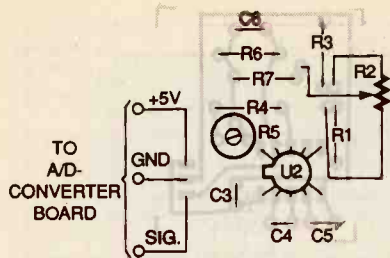 C6
R3
R6
R2
R7
+5V
R4
R5
R1
TO
A/D-
CONVERTER
BOARD
GND
U2
C3
SIG.
C4
C5